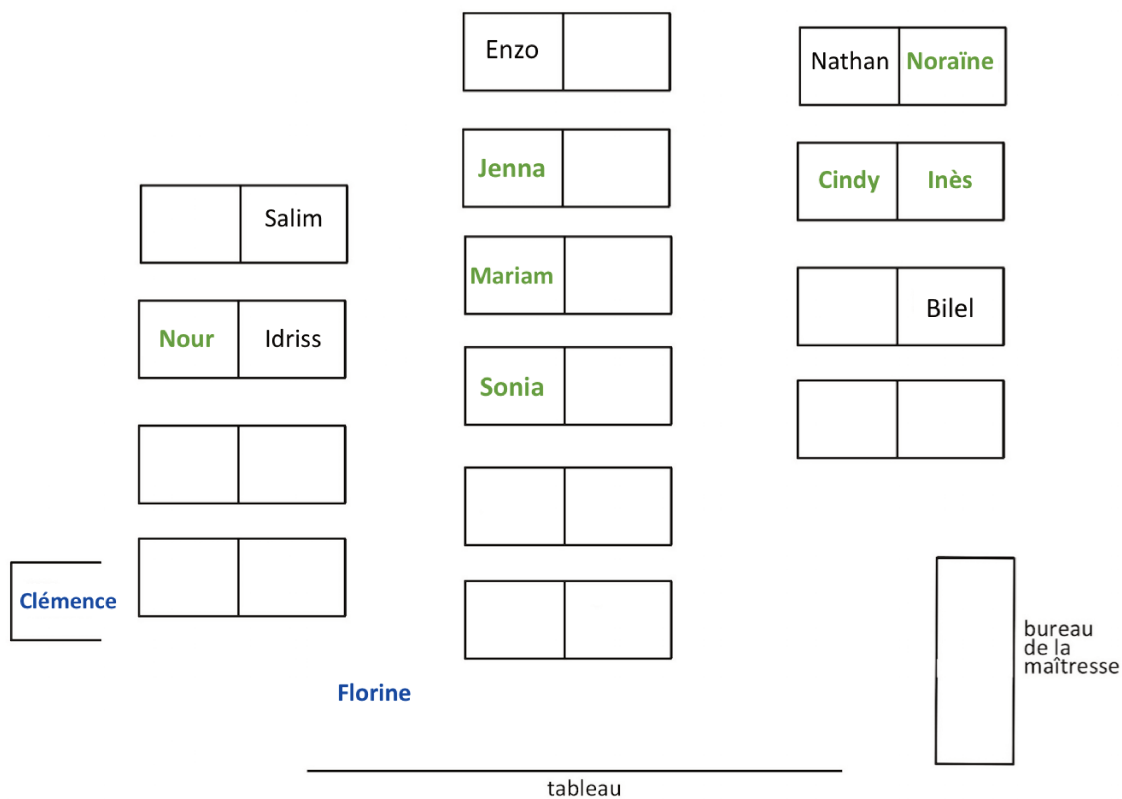 Enzo
Nathan Noraïne
Jenna
Cindy Inès
Salim
Mariam
Bilel
Nour Idriss
Sonia
Clémence
bureau
de la
maîtresse
Florine
tableau